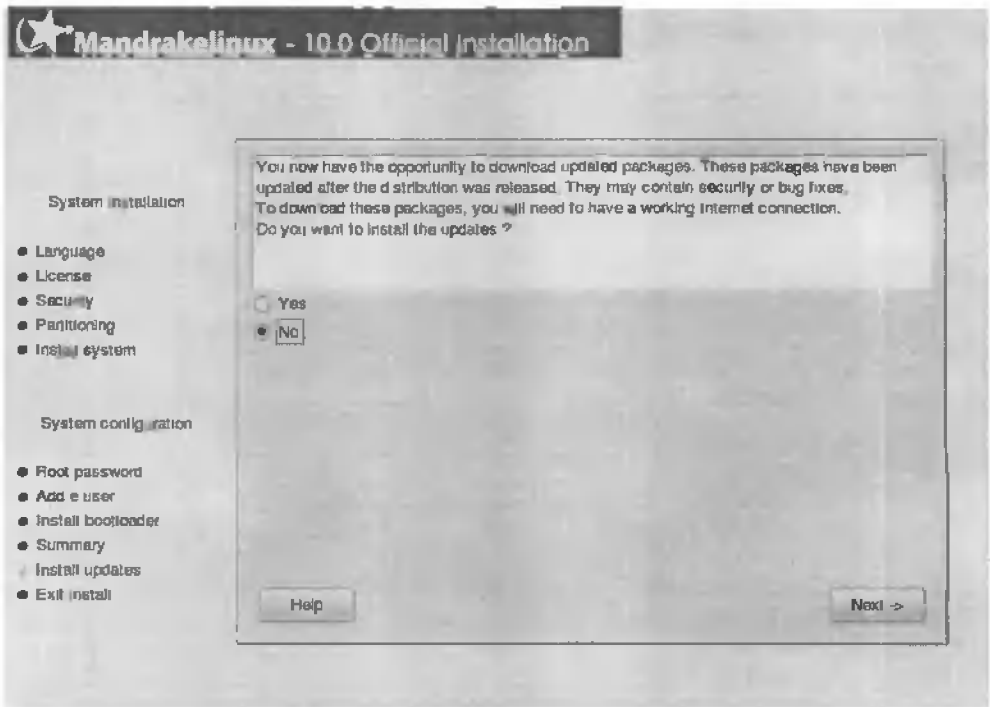 Mandrakelinux - 10.0 Official Installation
You now have the opportunity to download updated packages. These packages have been
updated after the distribution was released. They may contain security or bug fixes.
To download these packages, you will need to have a working Internet connection.
Do you want to install the updates ?
Yes
No
System installation
Language
License
Security
Partitioning
Install system
System configuration
Root password
Add a user
Install bootloader
Summary
Install updates
Exit install
Help
Next ->